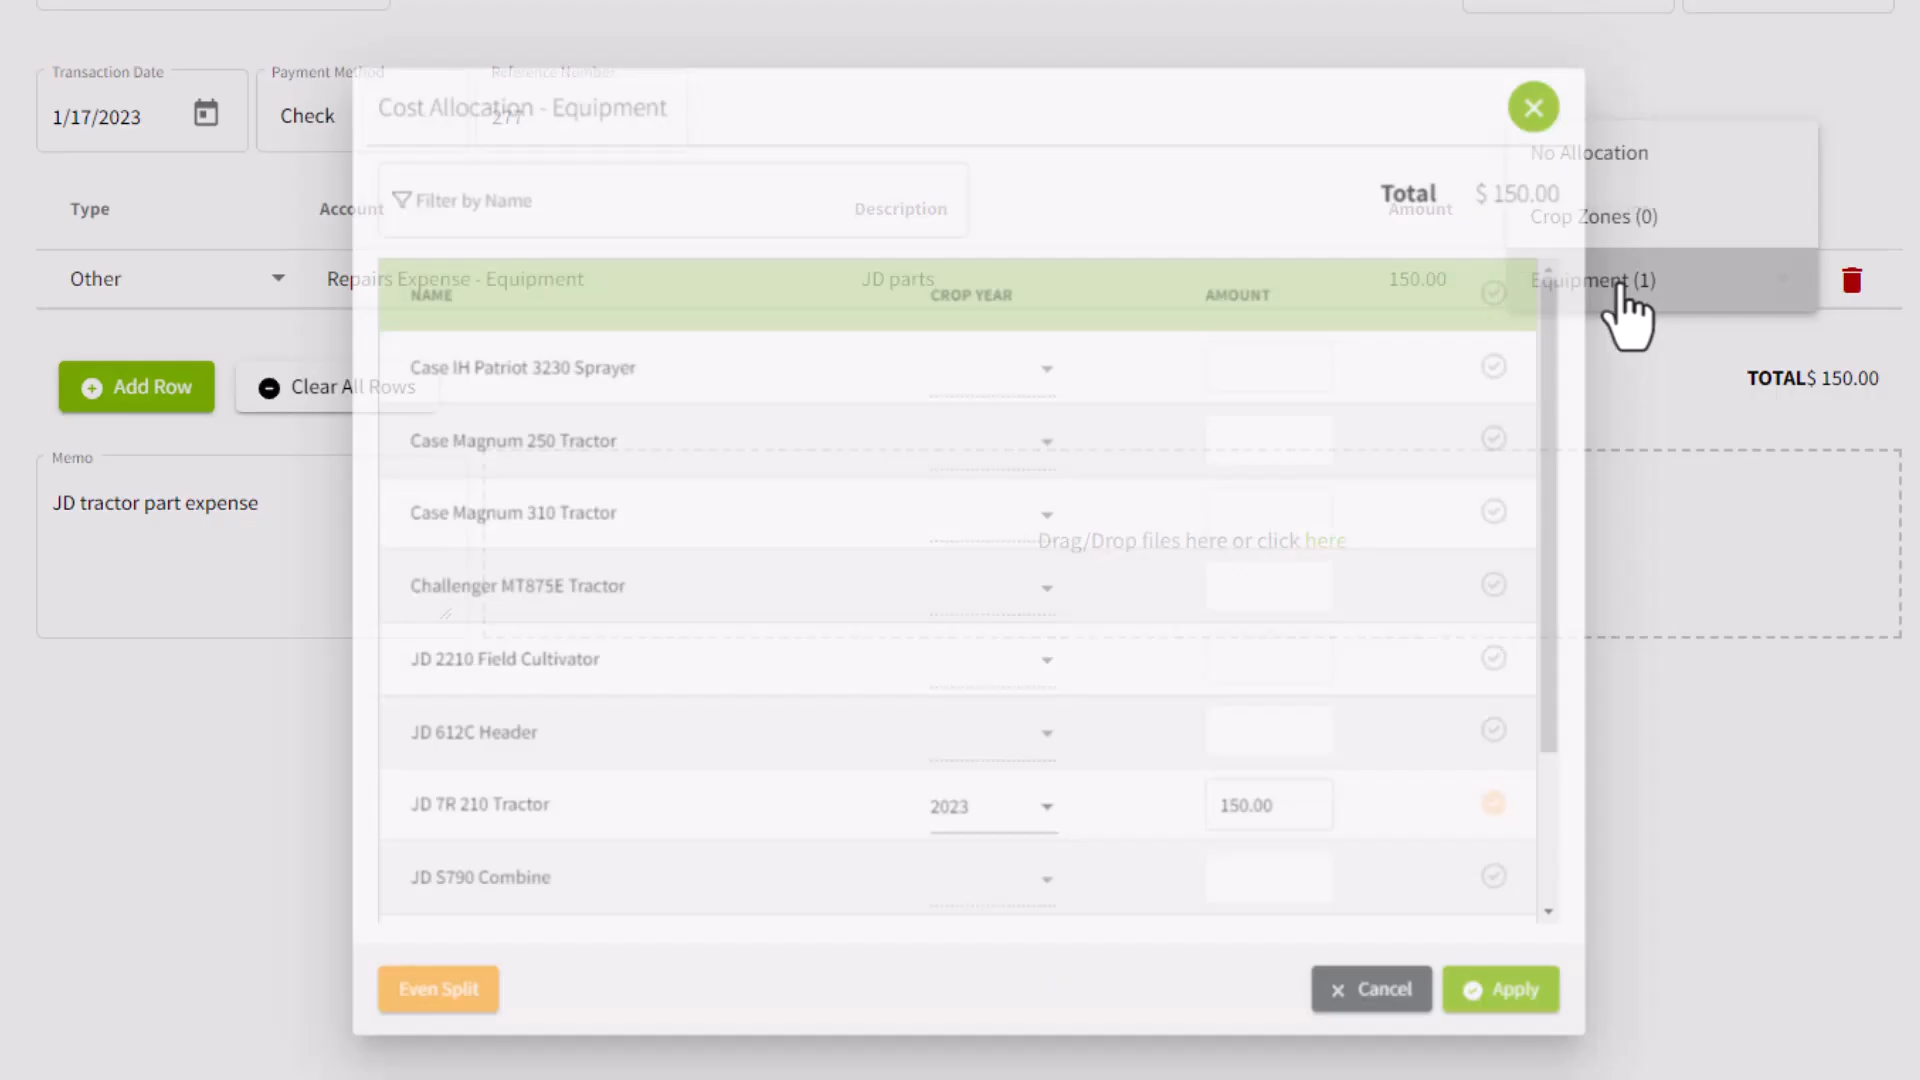 Transaction Date
1/17/2023
Payment Method
Check
Reference Number
277
Cost Allocation - Equipment
No Allocation
Crop Zones (0)
Equipment (1)
Filter by Name
Total $ 150.00
Type
Account
Description
Amount
Other
Repairs Expense - Equipment
JD parts
150.00
NAME
CROP YEAR
AMOUNT
Case IH Patriot 3230 Sprayer
Case Magnum 250 Tractor
Case Magnum 310 Tractor
Challenger MT875E Tractor
JD 2210 Field Cultivator
JD 612C Header
JD 7R 210 Tractor
2023
150.00
JD S790 Combine
Add Row
Clear All Rows
TOTAL$ 150.00
Memo
JD tractor part expense
Drag/Drop files here or click here
Even Split
Cancel
Apply